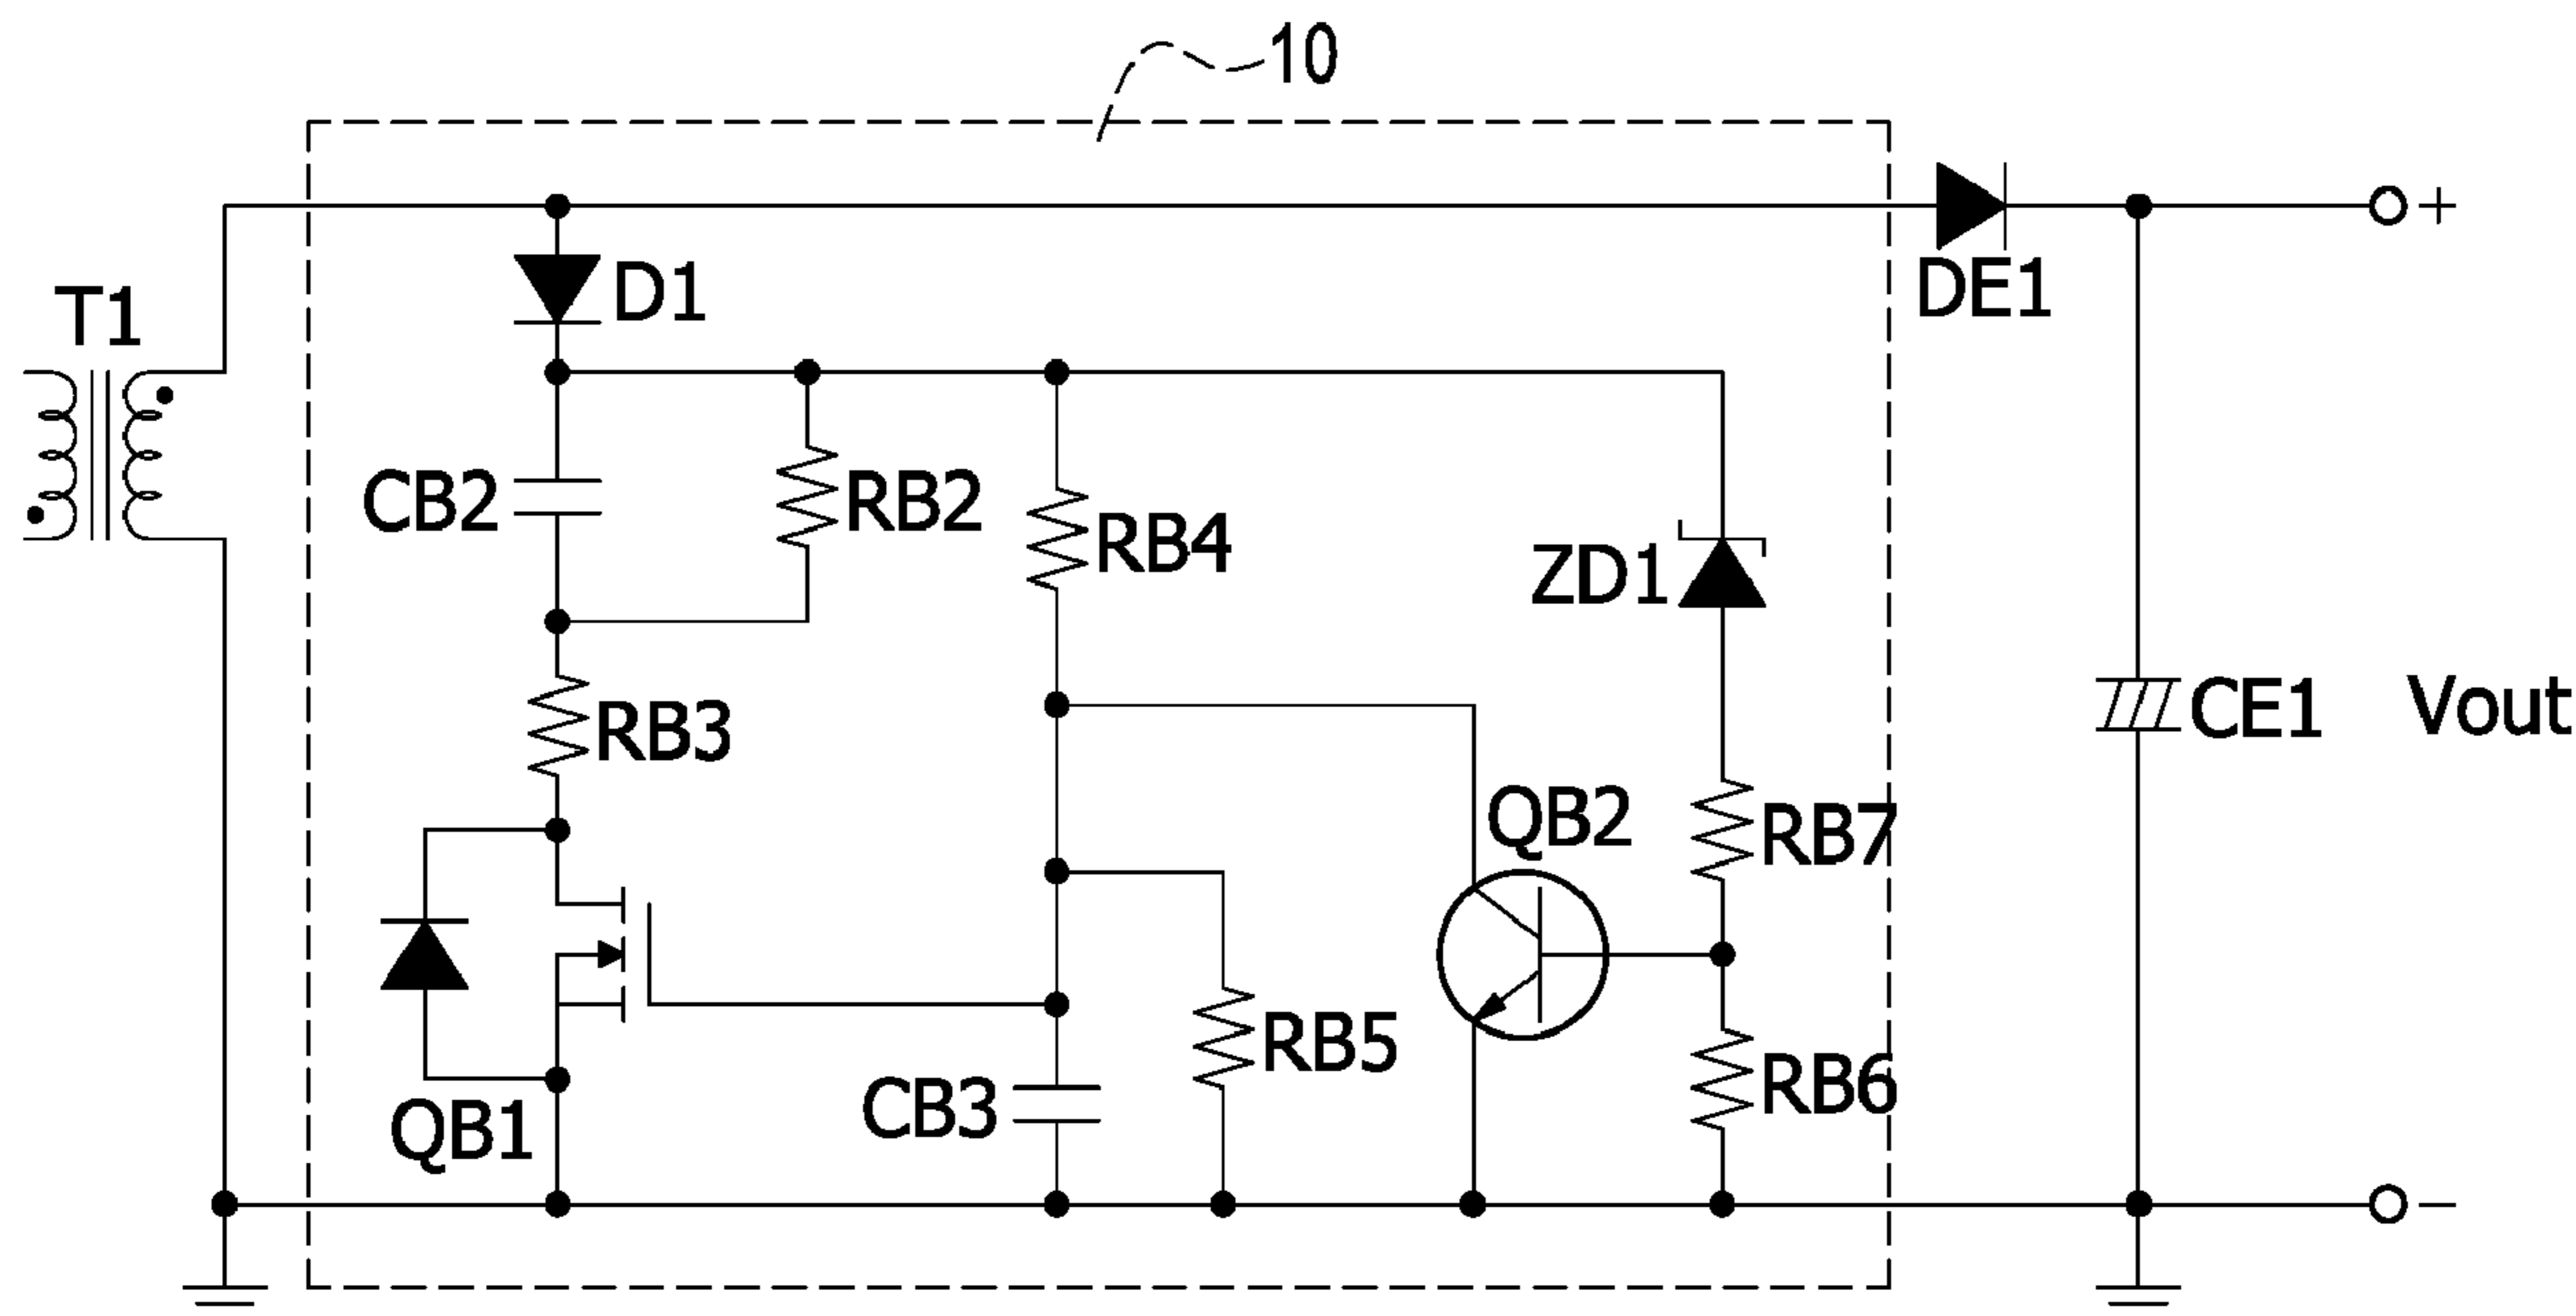 10
+
D1
DE1
T1
CB2
RB2
RB4
ZD1
RB3
CE1
Vout
QB2
RB7
RB5
RB6
CB3
QB1
−